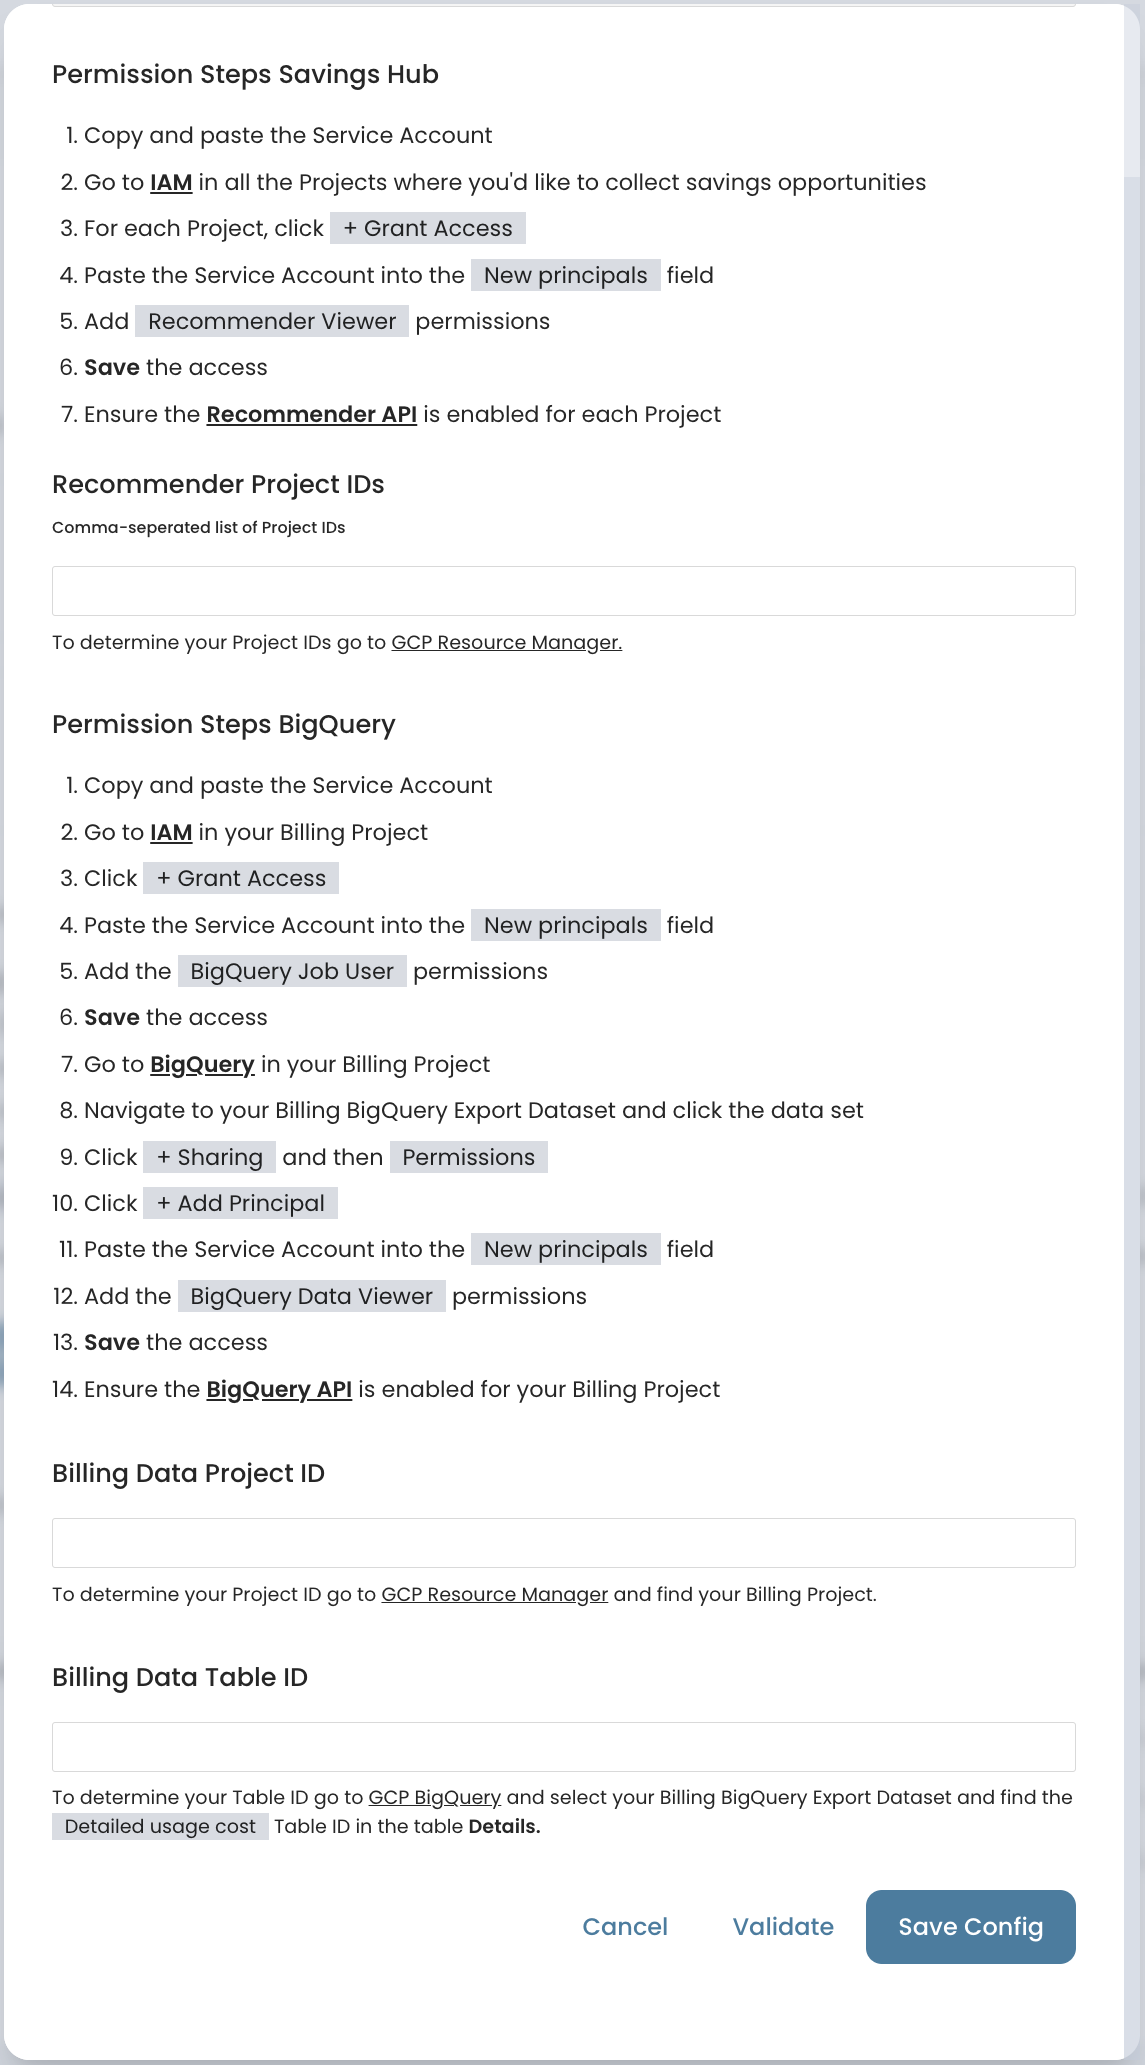 Permission Steps Savings Hub
1. Copy and paste the Service Account
2. Go to IAM in all the Projects where you'd like to collect savings opportunities
3. For each Project, click + Grant Access
4. Paste the Service Account into the New principals field
5. Add Recommender Viewer permissions
6. Save the access
7. Ensure the Recommender API is enabled for each Project
Recommender Project IDs
Comma-seperated list of Project IDs
To determine your Project IDs go to GCP Resource Manager.
Permission Steps BigQuery
1. Copy and paste the Service Account
2. Go to IAM in your Billing Project
3. Click + Grant Access
4. Paste the Service Account into the New principals field
5. Add the BigQuery Job User permissions
6. Save the access
7. Go to BigQuery in your Billing Project
8. Navigate to your Billing BigQuery Export Dataset and click the data set
9. Click + Sharing and then Permissions
10. Click + Add Principal
11. Paste the Service Account into the New principals field
12. Add the BigQuery Data Viewer permissions
13. Save the access
14. Ensure the BigQuery API is enabled for your Billing Project
Billing Data Project ID
To determine your Project ID go to GCP Resource Manager and find your Billing Project.
Billing Data Table ID
To determine your Table ID go to GCP BigQuery and select your Billing BigQuery Export Dataset and find the
Detailed usage cost Table ID in the table Details.
Cancel Validate Save Config